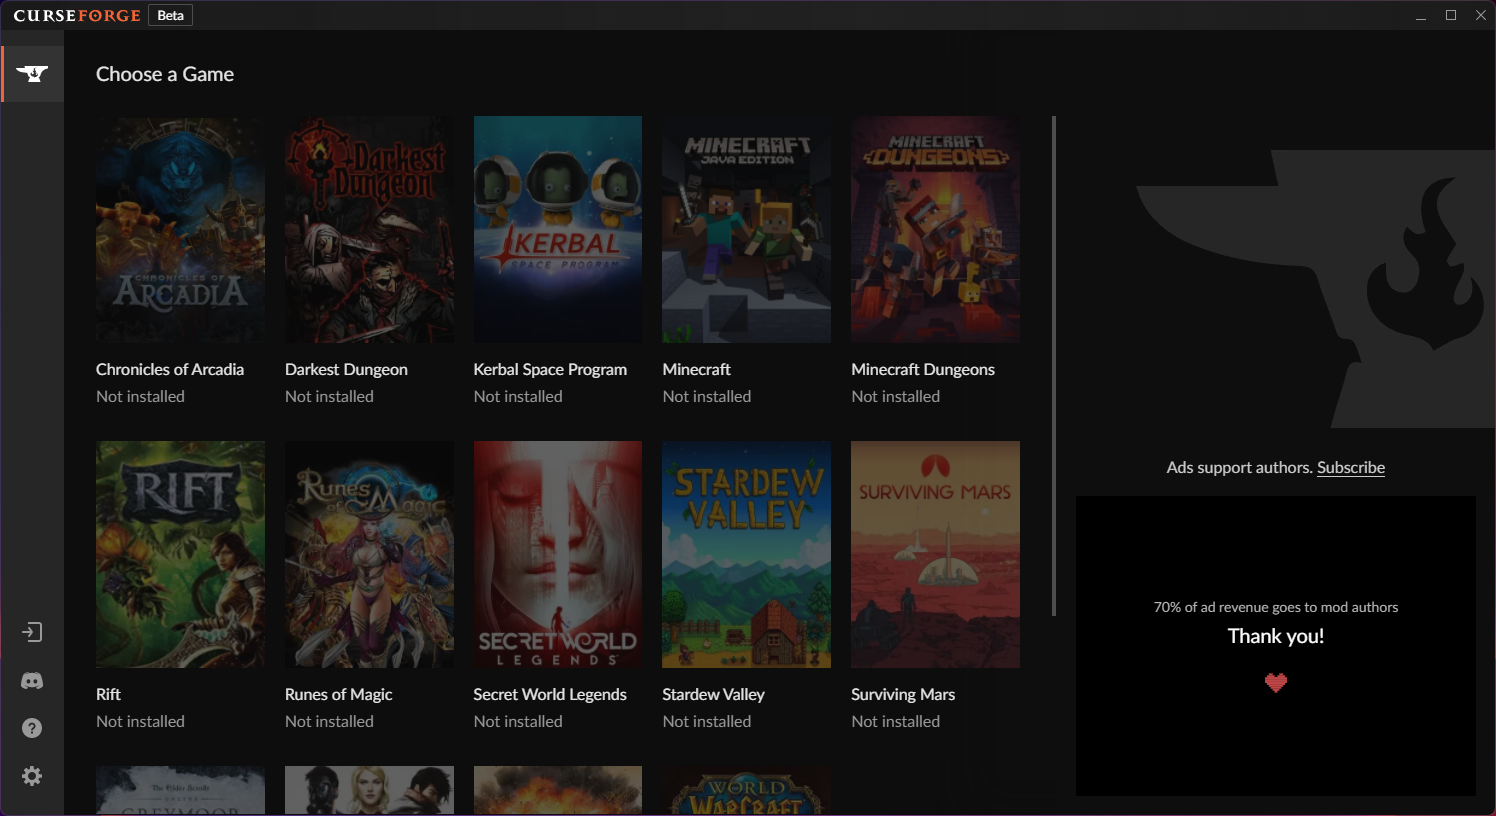 CURSEFORGE Beta
Choose a Game
CHRONICLES OF
ARCADIA
Darkest
Dungeon
KERBAL
SPACE PROGRAM
MINECRAFT
JAVA EDITION
MINECRAFT
DUNGEONS
Chronicles of Arcadia
Not installed
Darkest Dungeon
Not installed
Kerbal Space Program
Not installed
Minecraft
Not installed
Minecraft Dungeons
Not installed
RIFT
Runes
of Magic
SECRET WORLD
LEGENDS
STARDEW
VALLEY
SURVIVING MARS
Rift
Not installed
Runes of Magic
Not installed
Secret World Legends
Not installed
Stardew Valley
Not installed
Surviving Mars
Not installed
The Elder Scrolls
ONLINE
GREYMOOR
WORLD
WARCRAFT
Ads support authors. Subscribe
70% of ad revenue goes to mod authors
Thank you!